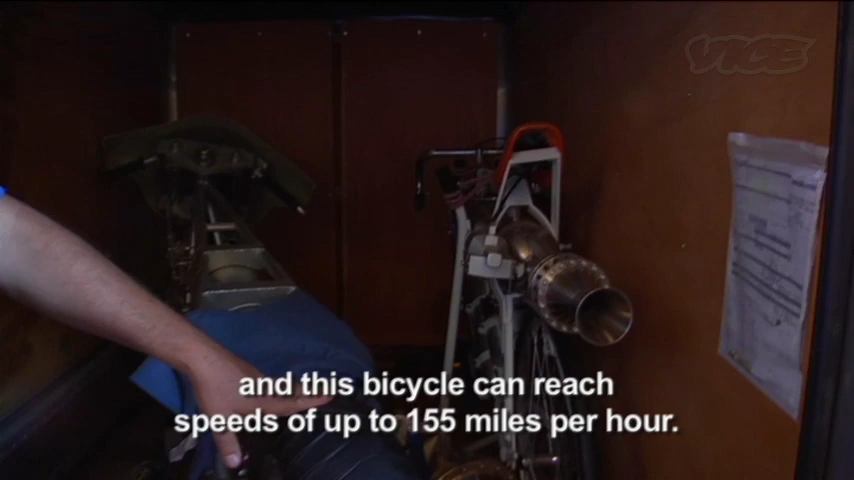 VICE
and this bicycle can reach
speeds of up to 155 miles per hour.